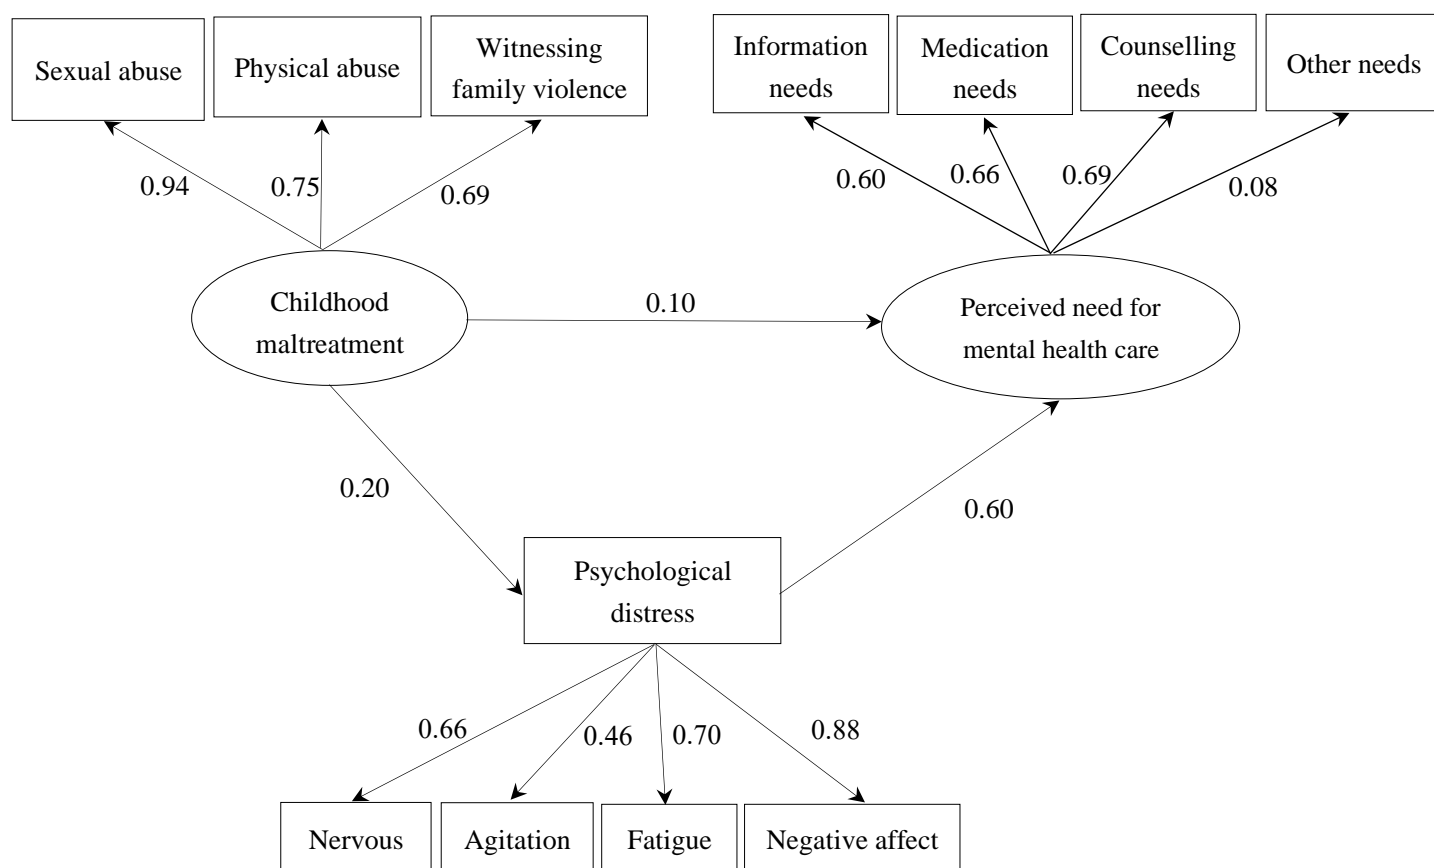 Sexual abuse
Physical abuse
Witnessing
family violence
Information
needs
Medication
needs
Counselling
needs
Other needs
0.94
0.75
0.69
0.60
0.66
0.69
0.08
Childhood
maltreatment
0.10
Perceived need for
mental health care
0.20
0.60
Psychological
distress
0.66
0.46
0.70
0.88
Nervous
Agitation
Fatigue
Negative affect